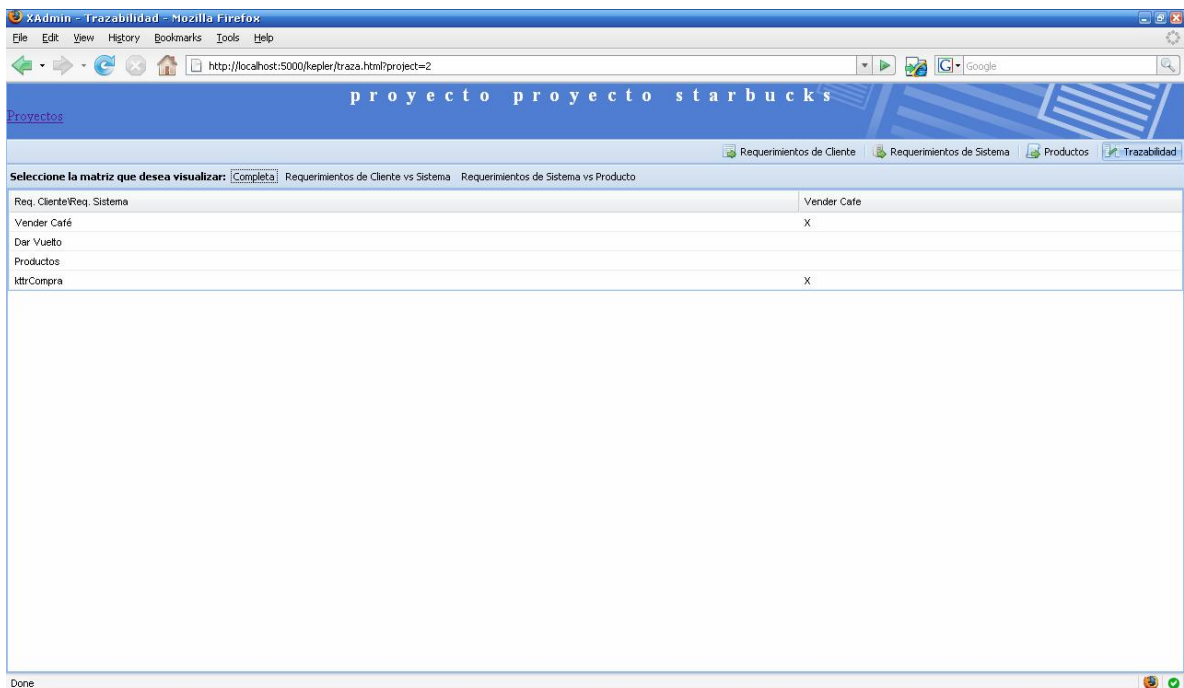 XAdmin - Trazabilidad - Mozilla Firefox
File Edit View History Bookmarks Tools Help
http://localhost:5000/kepler/traza.html?project=2
G Google
proyecto proyecto starbucks
Proyectos
Requerimientos de Cliente Requerimientos de Sistema Productos Trazabilidad
Seleccione la matriz que desea visualizar: Completa Requerimientos de Cliente vs Sistema Requerimientos de Sistema vs Producto
Req. Cliente\Req. Sistema Vender Cafe
Vender Café X
Dar Vuelto
Productos
kttrCompra X
Done